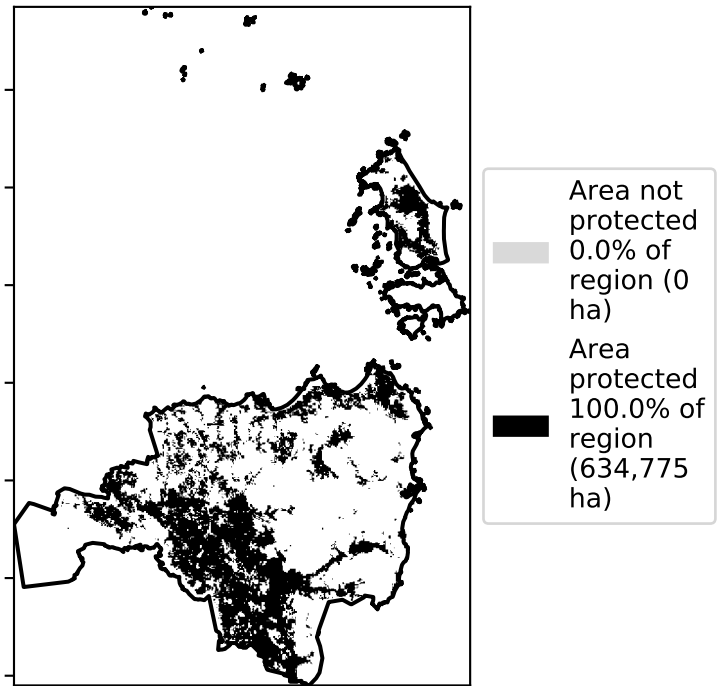 Area not
protected
0.0% of
region (0
ha)
Area
protected
100.0% of
region
(634,775
ha)